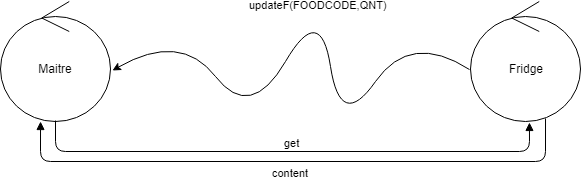 updateF(FOODCODE,QNT)
Maitre
Fridge
get
content